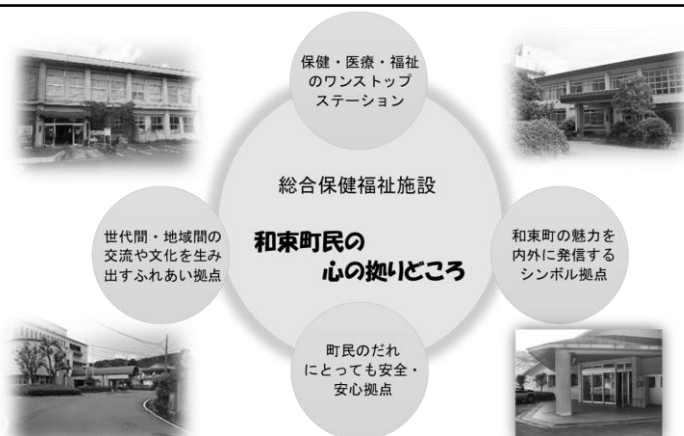 保健・医療・福祉
のワンストップ
ステーション
総合保健福祉施設
和束町民の
心の拠りどころ
世代間・地域間の
交流や文化を生み
出すふれあい拠点
和束町の魅力を
内外に発信する
シンボル拠点
町民のだれ
にとっても安全・
安心拠点